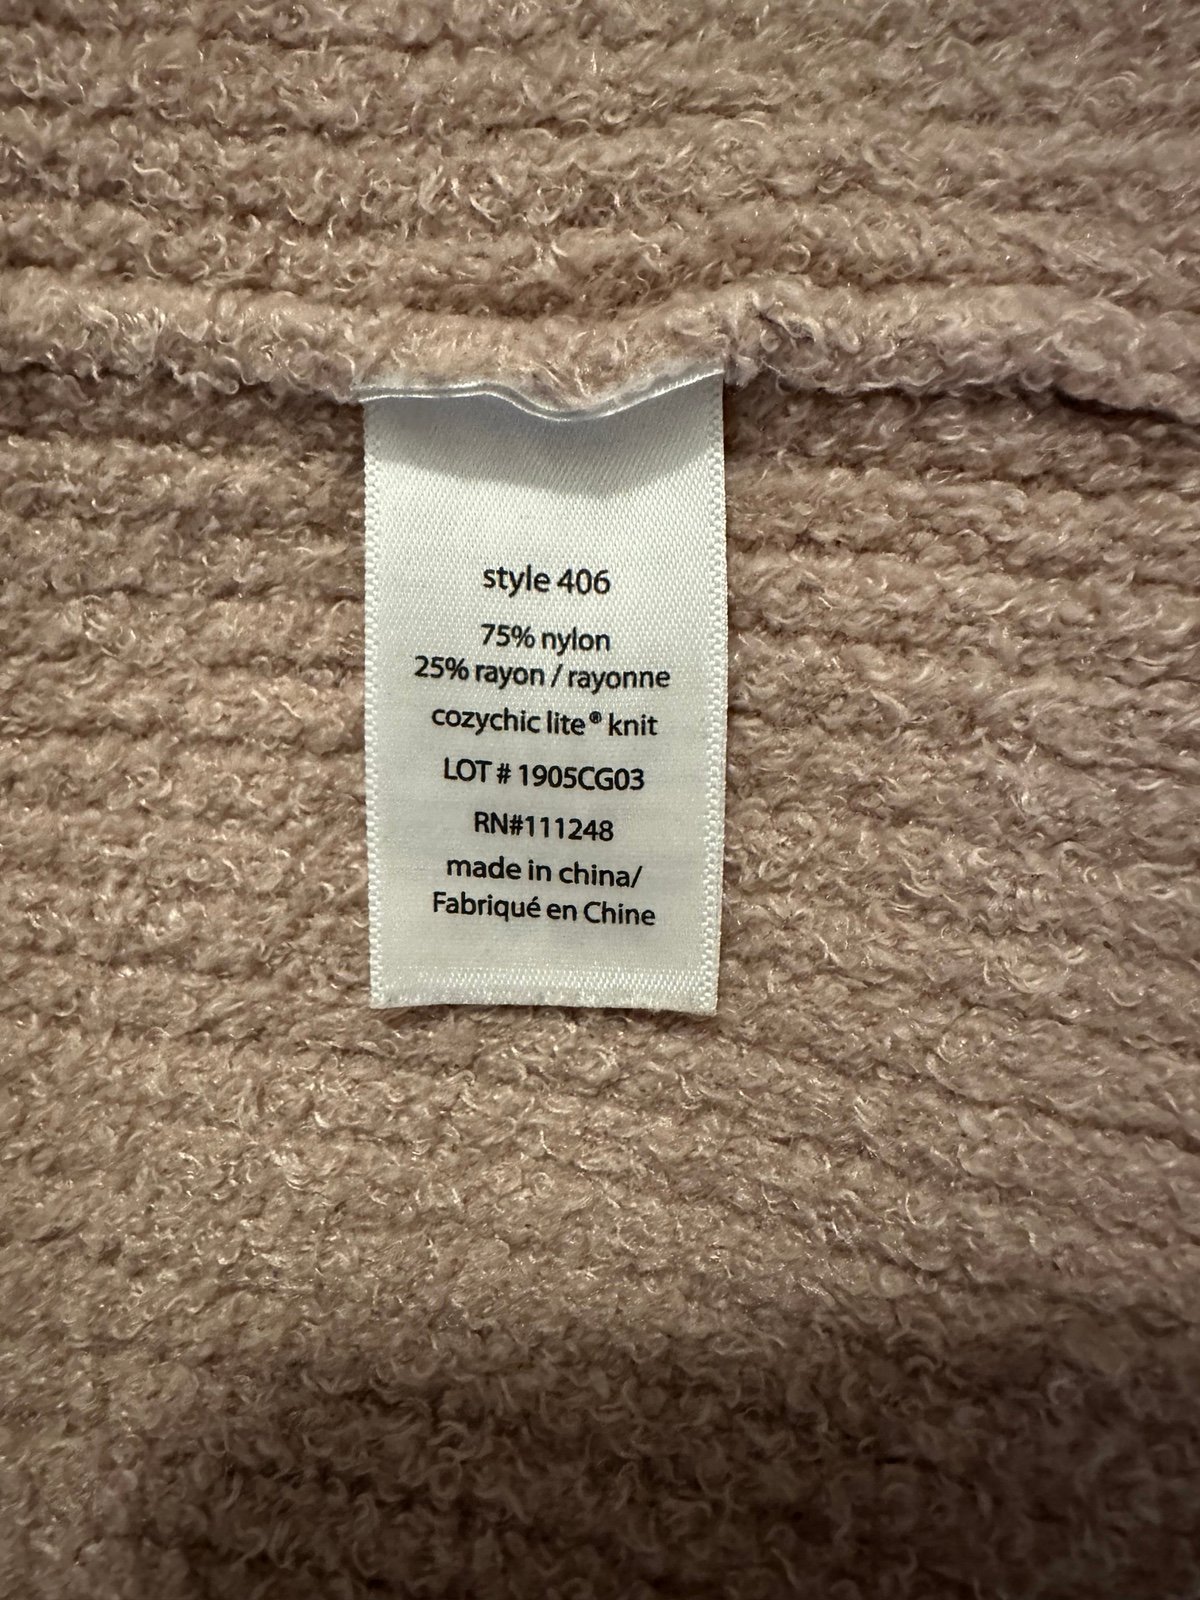 style 406
75% nylon
25% rayon / rayonne
cozychic lite® knit
LOT # 1905CG03
RN#111248
made in china/
Fabriqué en Chine